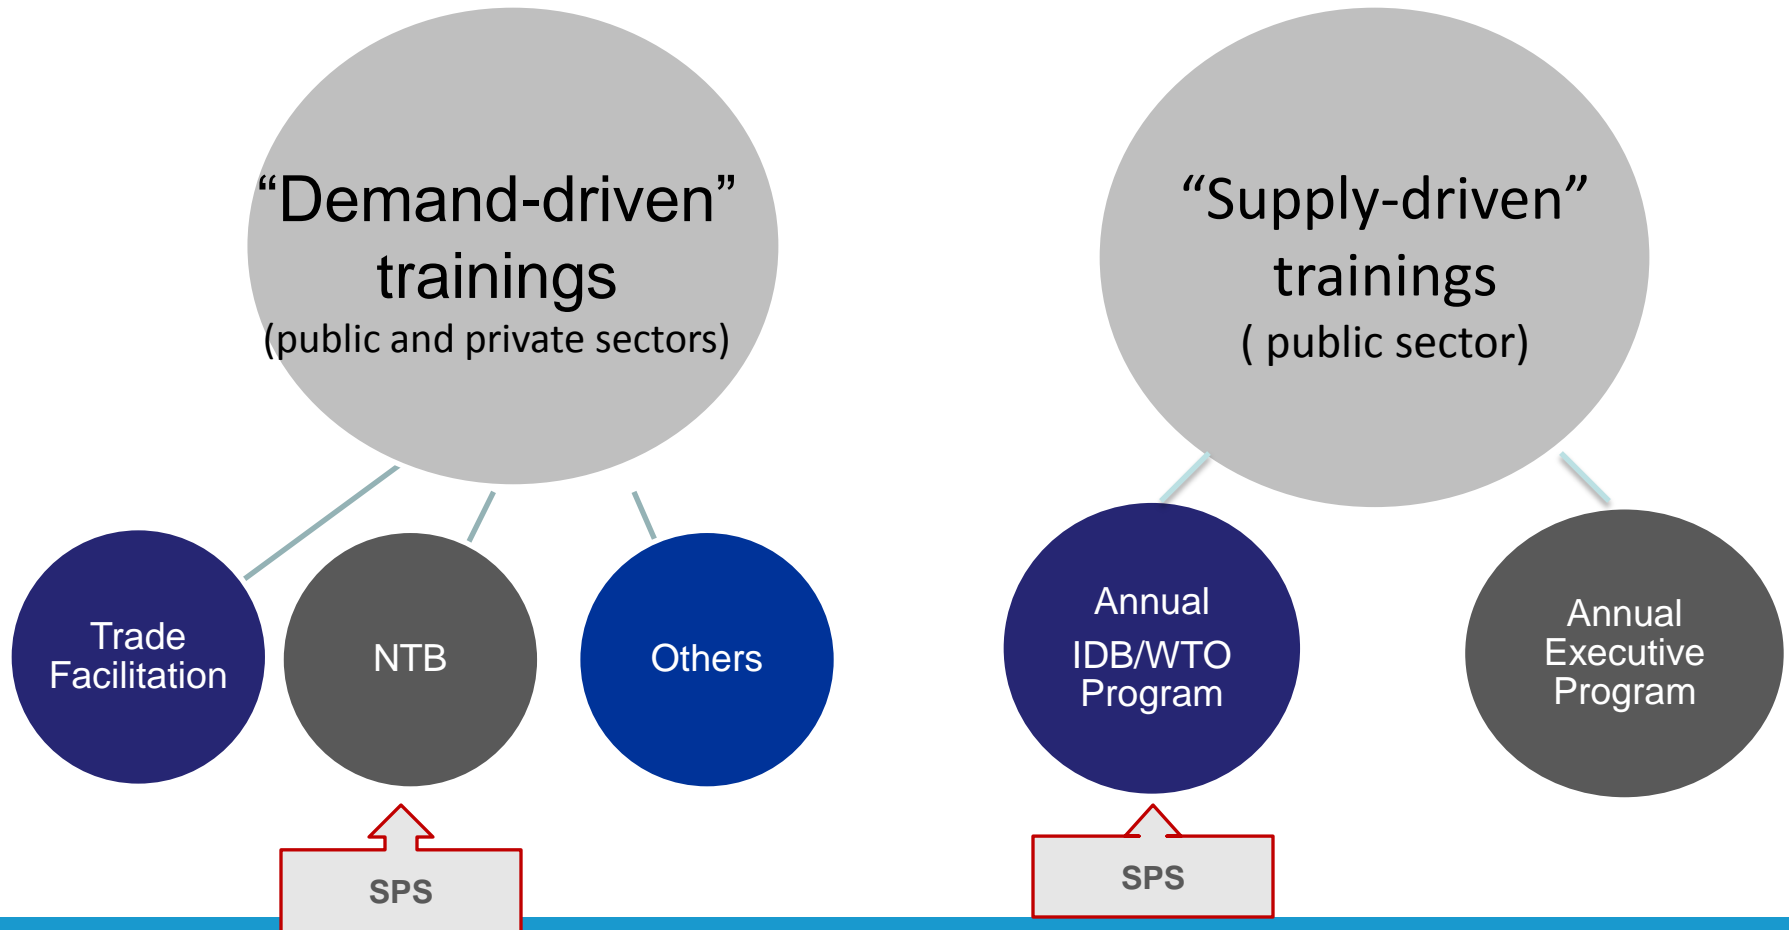 “Demand-driven”
trainings
(public and private sectors)
“Supply-driven”
trainings
( public sector)
Trade
Facilitation
NTB
Others
Annual
IDB/WTO
Program
Annual
Executive
Program
SPS
SPS